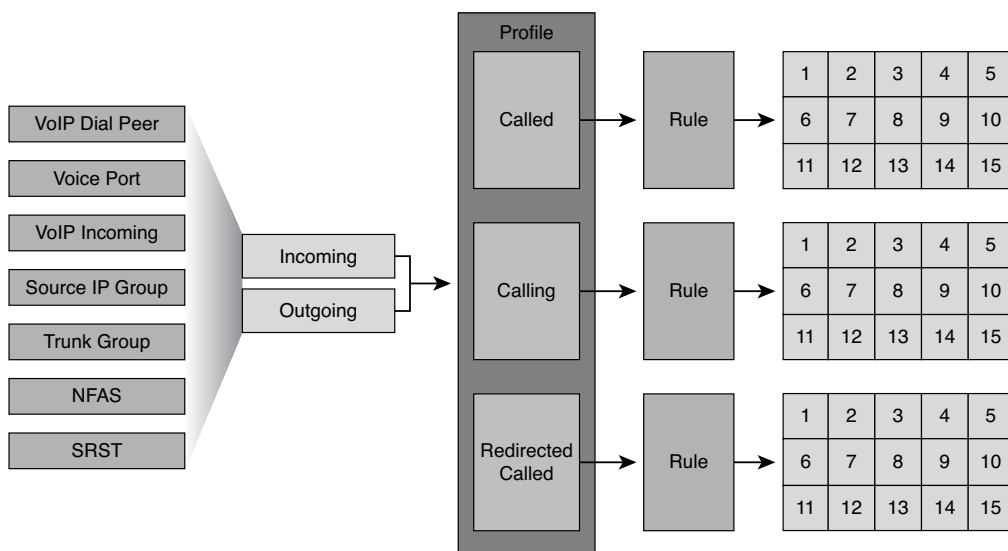 VoIP Dial Peer
Voice Port
VoIP Incoming
Source IP Group
Trunk Group
NFAS
SRST
Incoming
Outgoing
Profile
Called
Rule
1 2 3 4 5
6 7 8 9 10
11 12 13 14 15
Calling
Rule
1 2 3 4 5
6 7 8 9 10
11 12 13 14 15
Redirected
Called
Rule
1 2 3 4 5
6 7 8 9 10
11 12 13 14 15